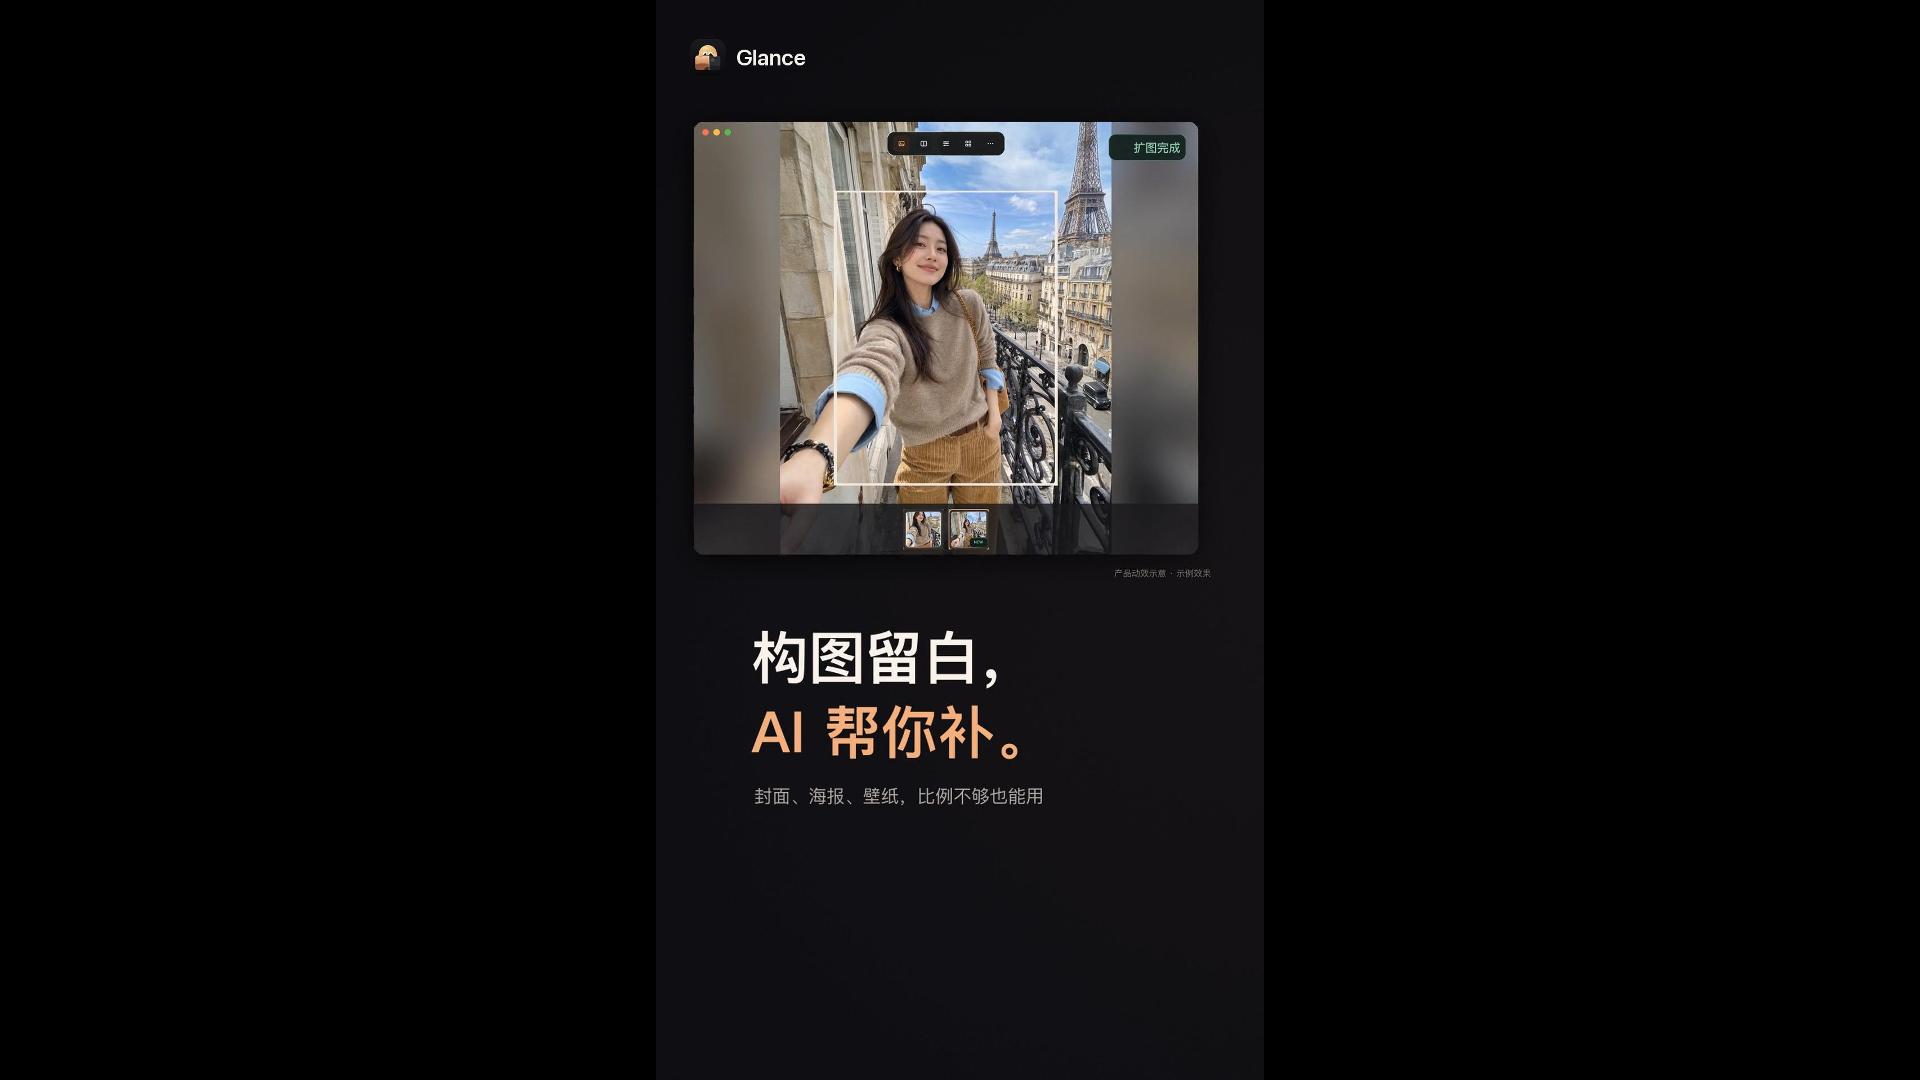 Glance
扩图完成
NEW
产品动效示意 · 示例效果
构图留白，
AI 帮你补。
封面、海报、壁纸，比例不够也能用